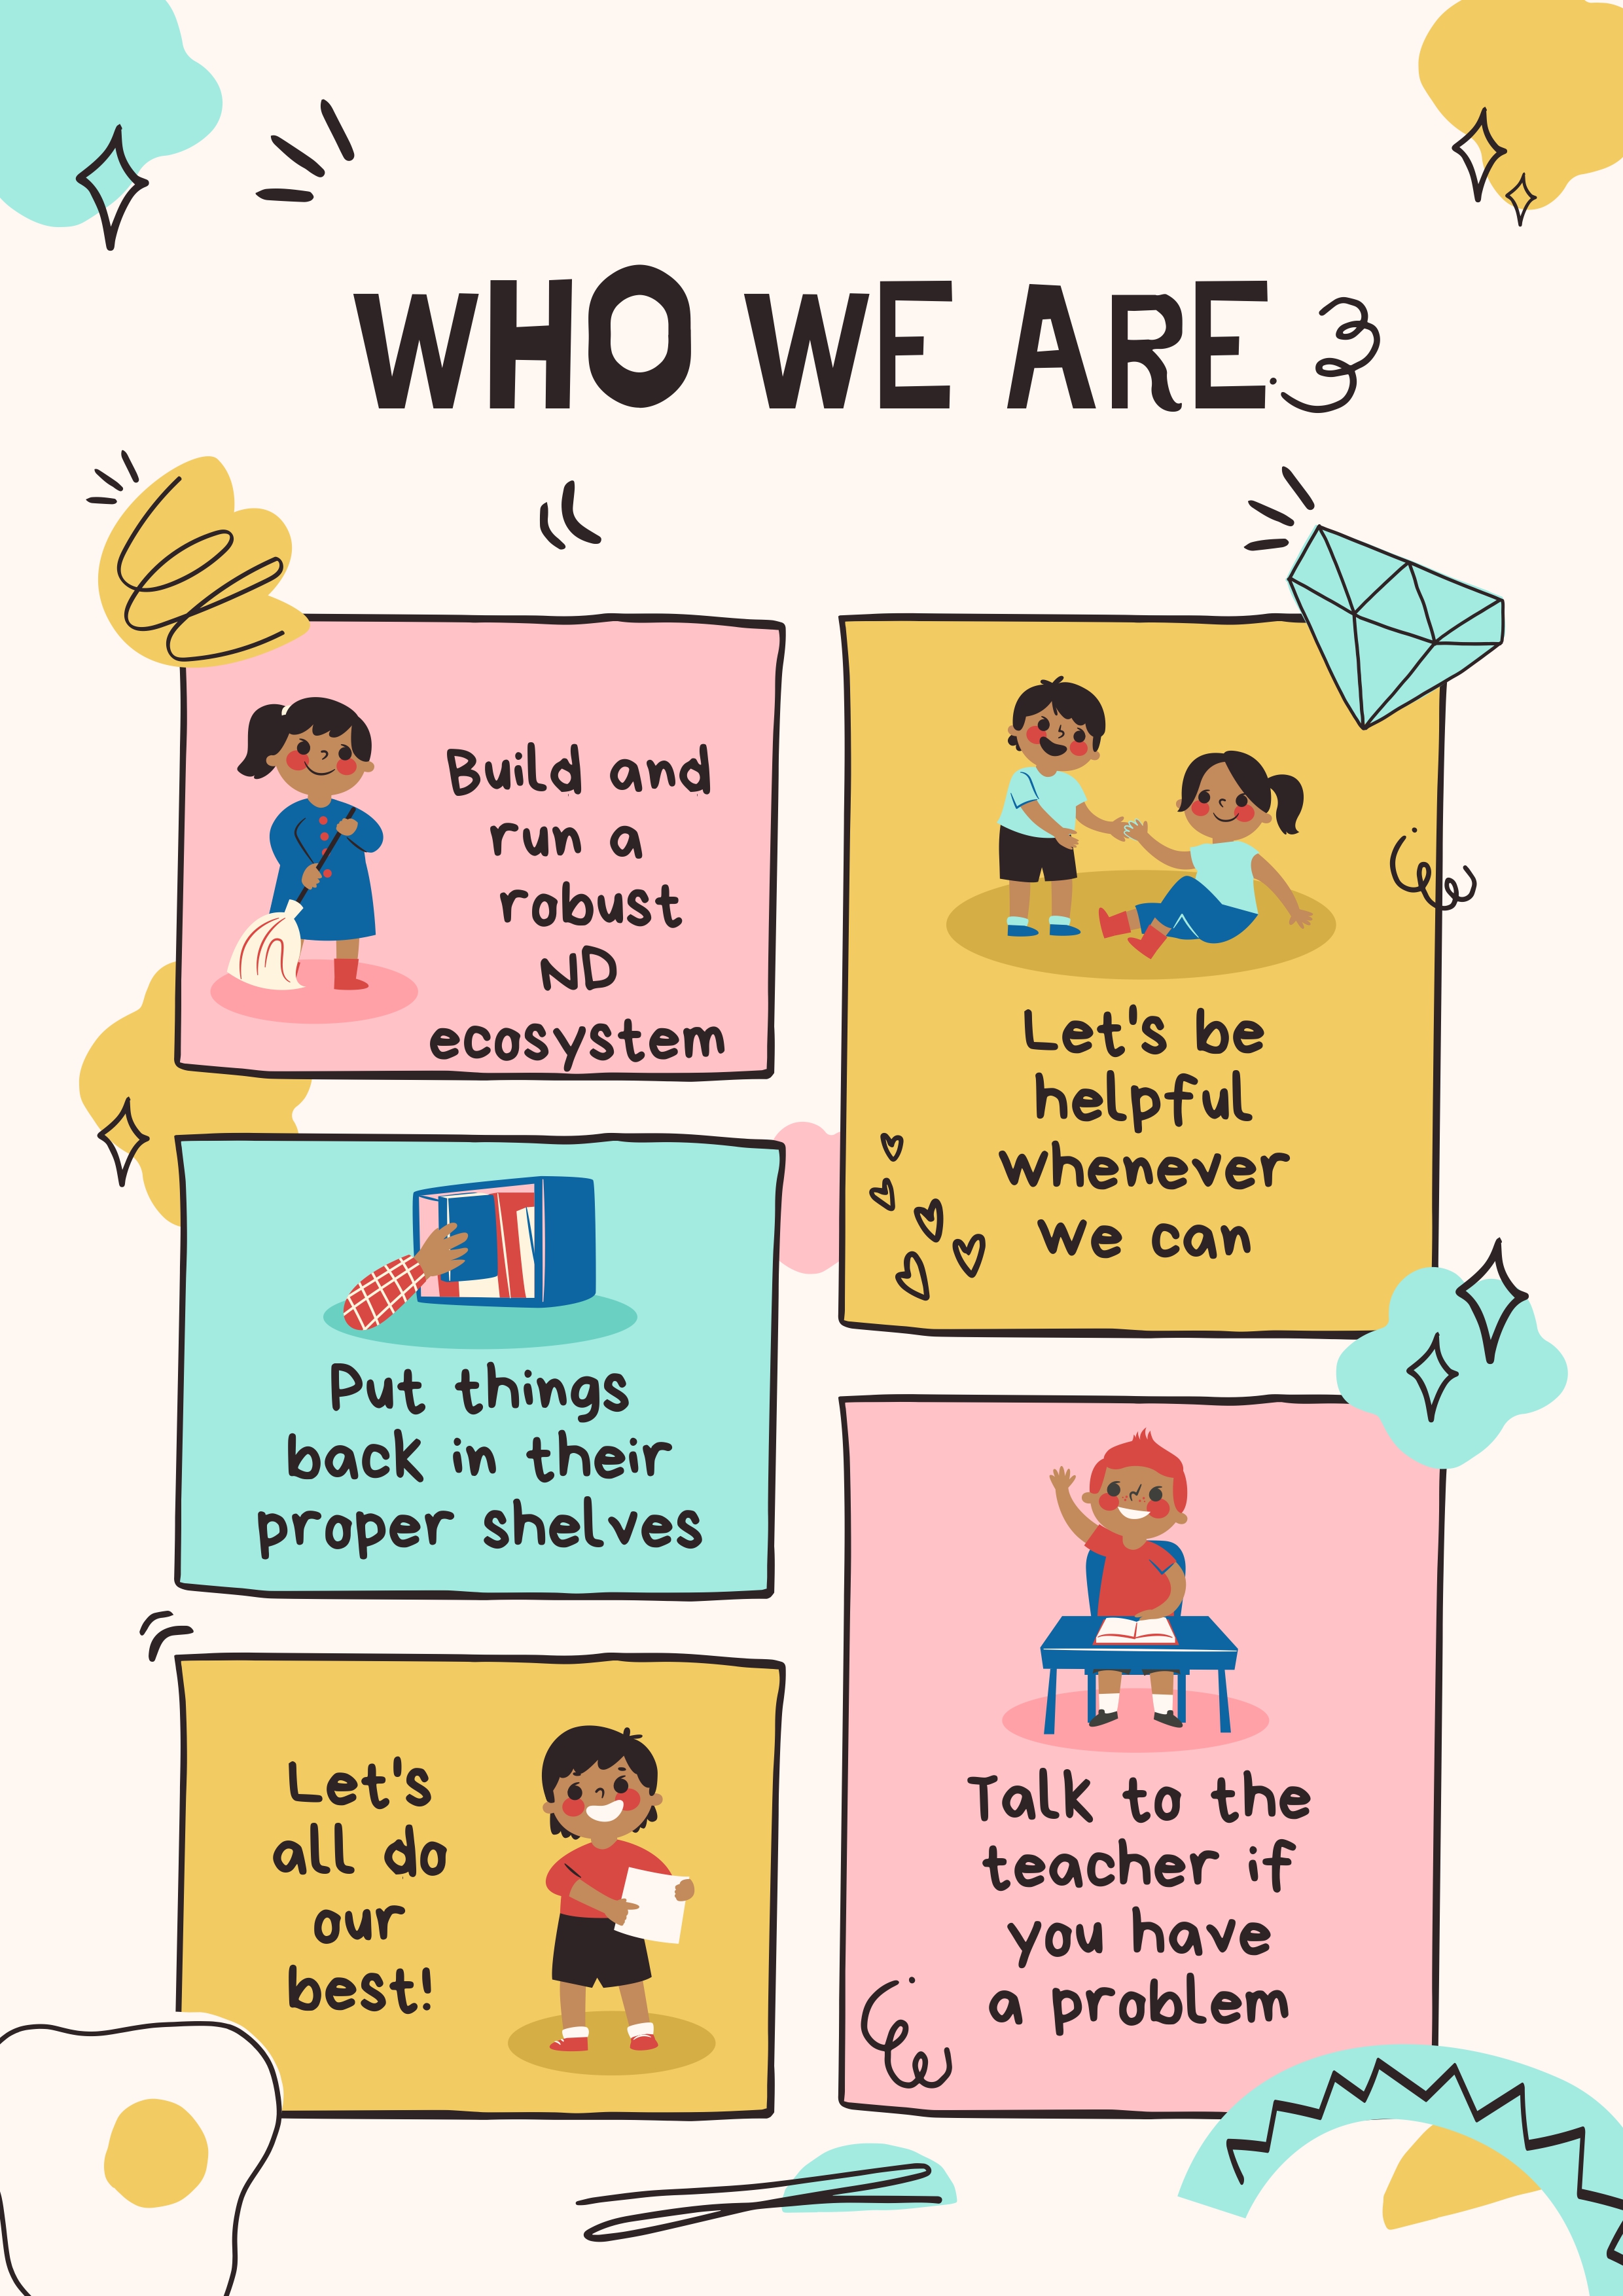 WHO WE ARE
Build and
run a
robust
ND
ecosystem
Let's be
helpful
whenever
we can
Put things
back in their
proper shelves
Talk to the
teacher if
you have
a problem
Let's
all do
our
best!